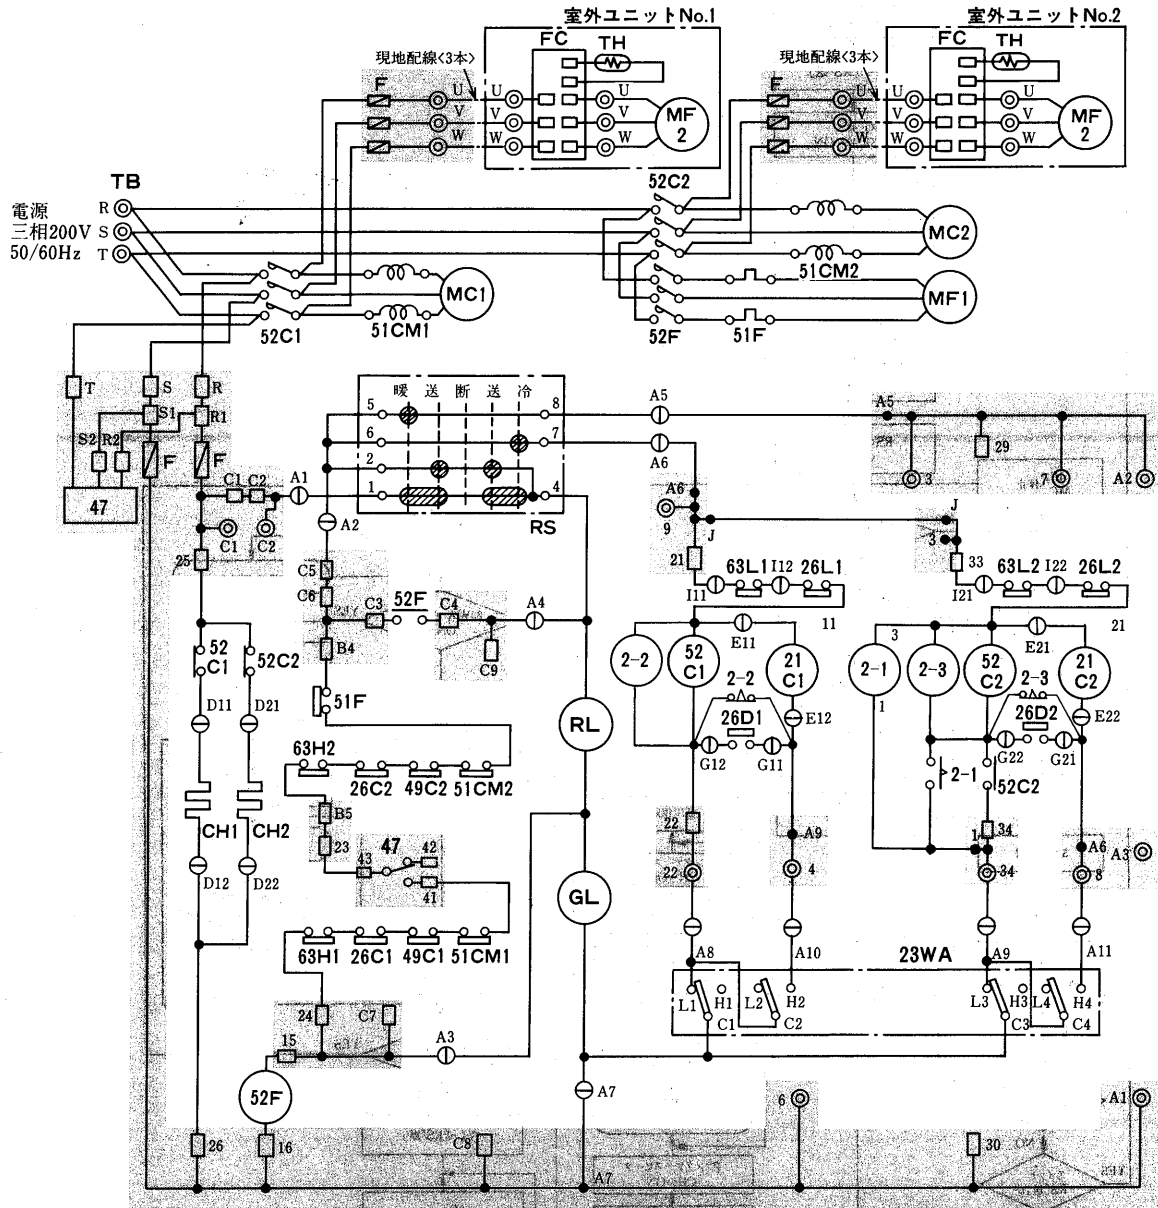 室外ユニットNo.1
室外ユニットNo.2
現地配線<3本>
FC
TH
現地配線<3本>
FC
TH
F
U
U
U
F
U
U
U
V
V
V
MF
2
V
V
V
MF
2
W
W
W
W
W
W
TB
52C2
電源
三相200V
50/60Hz
R
S
T
MC2
51CM2
MC1
MF1
52C1
51CM1
52F
51F
T
S
R
暖 送 断 送 冷
S1
R1
5
8
A5
A5
S2
R2
6
7
A6
29
3
7
A2
F
F
2
C1
C2
A1
1
4
RS
47
A6
9
J
J
C1
C2
A2
3
25
C5
21
63L1
I12
26L1
33
63L2
I22
26L2
C6
I11
I21
C3
52F
C4
A4
E11
11
3
E21
21
B4
C9
52
C1
52C2
2-2
52
C1
21
C1
2-1
2-3
52
C2
21
C2
2-2
2-3
51F
1
D11
D21
26D1
E12
26D2
E22
RL
63H2
G12
G11
G22
G21
26C2
49C2
51CM2
2-1
52C2
B5
CH1
CH2
22
A9
1
34
A6
A3
23
47
42
43
22
4
34
8
D12
D22
41
GL
63H1
26C1
49C1
51CM1
A8
A10
23WA
A9
A11
L1
H1
L2
H2
L3
H3
L4
H4
24
C7
C1
C2
C3
C4
15
A3
52F
A7
6
A1
26
16
C8
30
A7